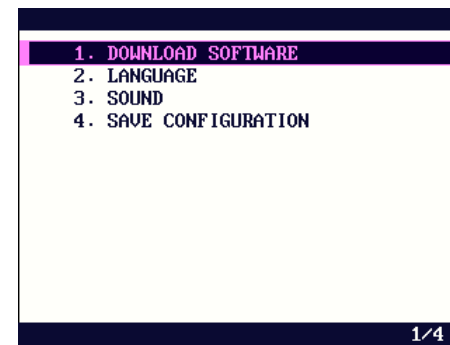 1. DOWNLOAD SOFTWARE
2. LANGUAGE
3. SOUND
4. SAVE CONFIGURATION
1/4